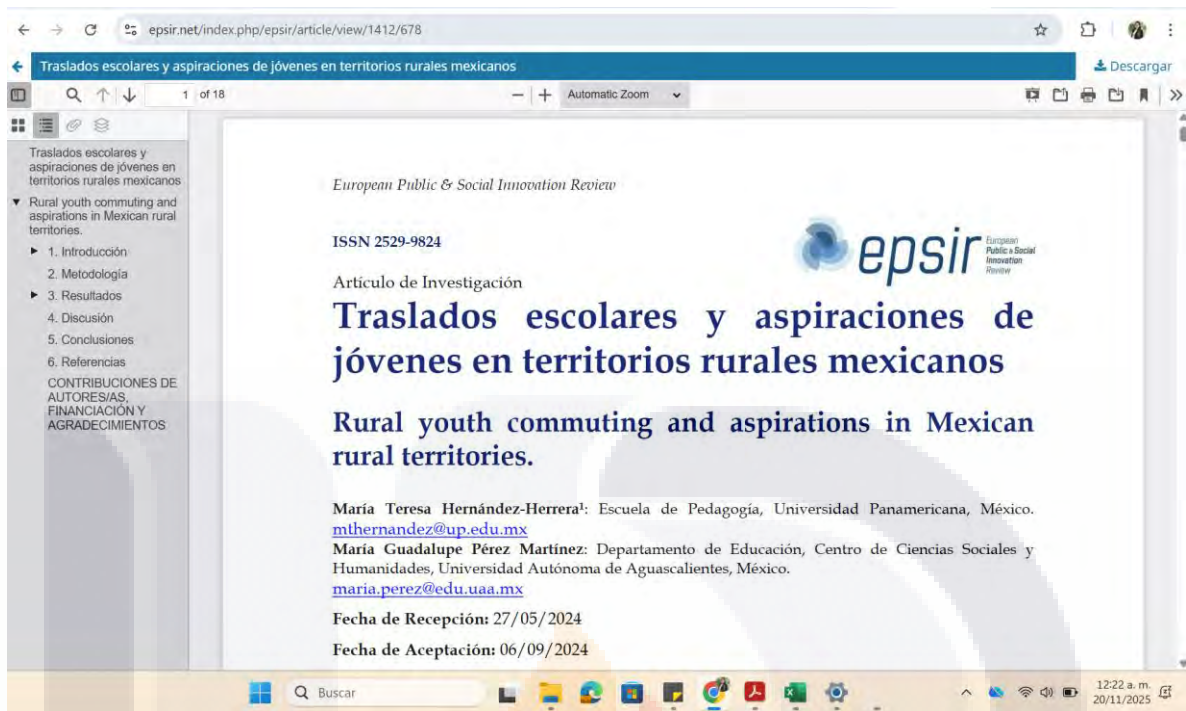 epsir.net/index.php/epsir/article/view/1412/678
Traslados escolares y aspiraciones de jóvenes en territorios rurales mexicanos
Descargar
1 of 18
Automatic Zoom
Traslados escolares y
aspiraciones de jóvenes en
territorios rurales mexicanos
Rural youth commuting and
aspirations in Mexican rural
territories.
1. Introducción
2. Metodología
3. Resultados
4. Discusión
5. Conclusiones
6. Referencias
CONTRIBUCIONES DE
AUTORES/AS,
FINANCIACIÓN Y
AGRADECIMIENTOS
European Public & Social Innovation Review
ISSN 2529-9824
epsir
European
Public & Social
Innovation
Review
Artículo de Investigación
Traslados escolares y aspiraciones de
jóvenes en territorios rurales mexicanos
Rural youth commuting and aspirations in Mexican
rural territories.
María Teresa Hernández-Herrera¹: Escuela de Pedagogía, Universidad Panamericana, México.
mthernandez@up.edu.mx
María Guadalupe Pérez Martínez: Departamento de Educación, Centro de Ciencias Sociales y
Humanidades, Universidad Autónoma de Aguascalientes, México.
maria.perez@edu.uaa.mx
Fecha de Recepción: 27/05/2024
Fecha de Aceptación: 06/09/2024
Buscar
12:22 a. m.
20/11/2025